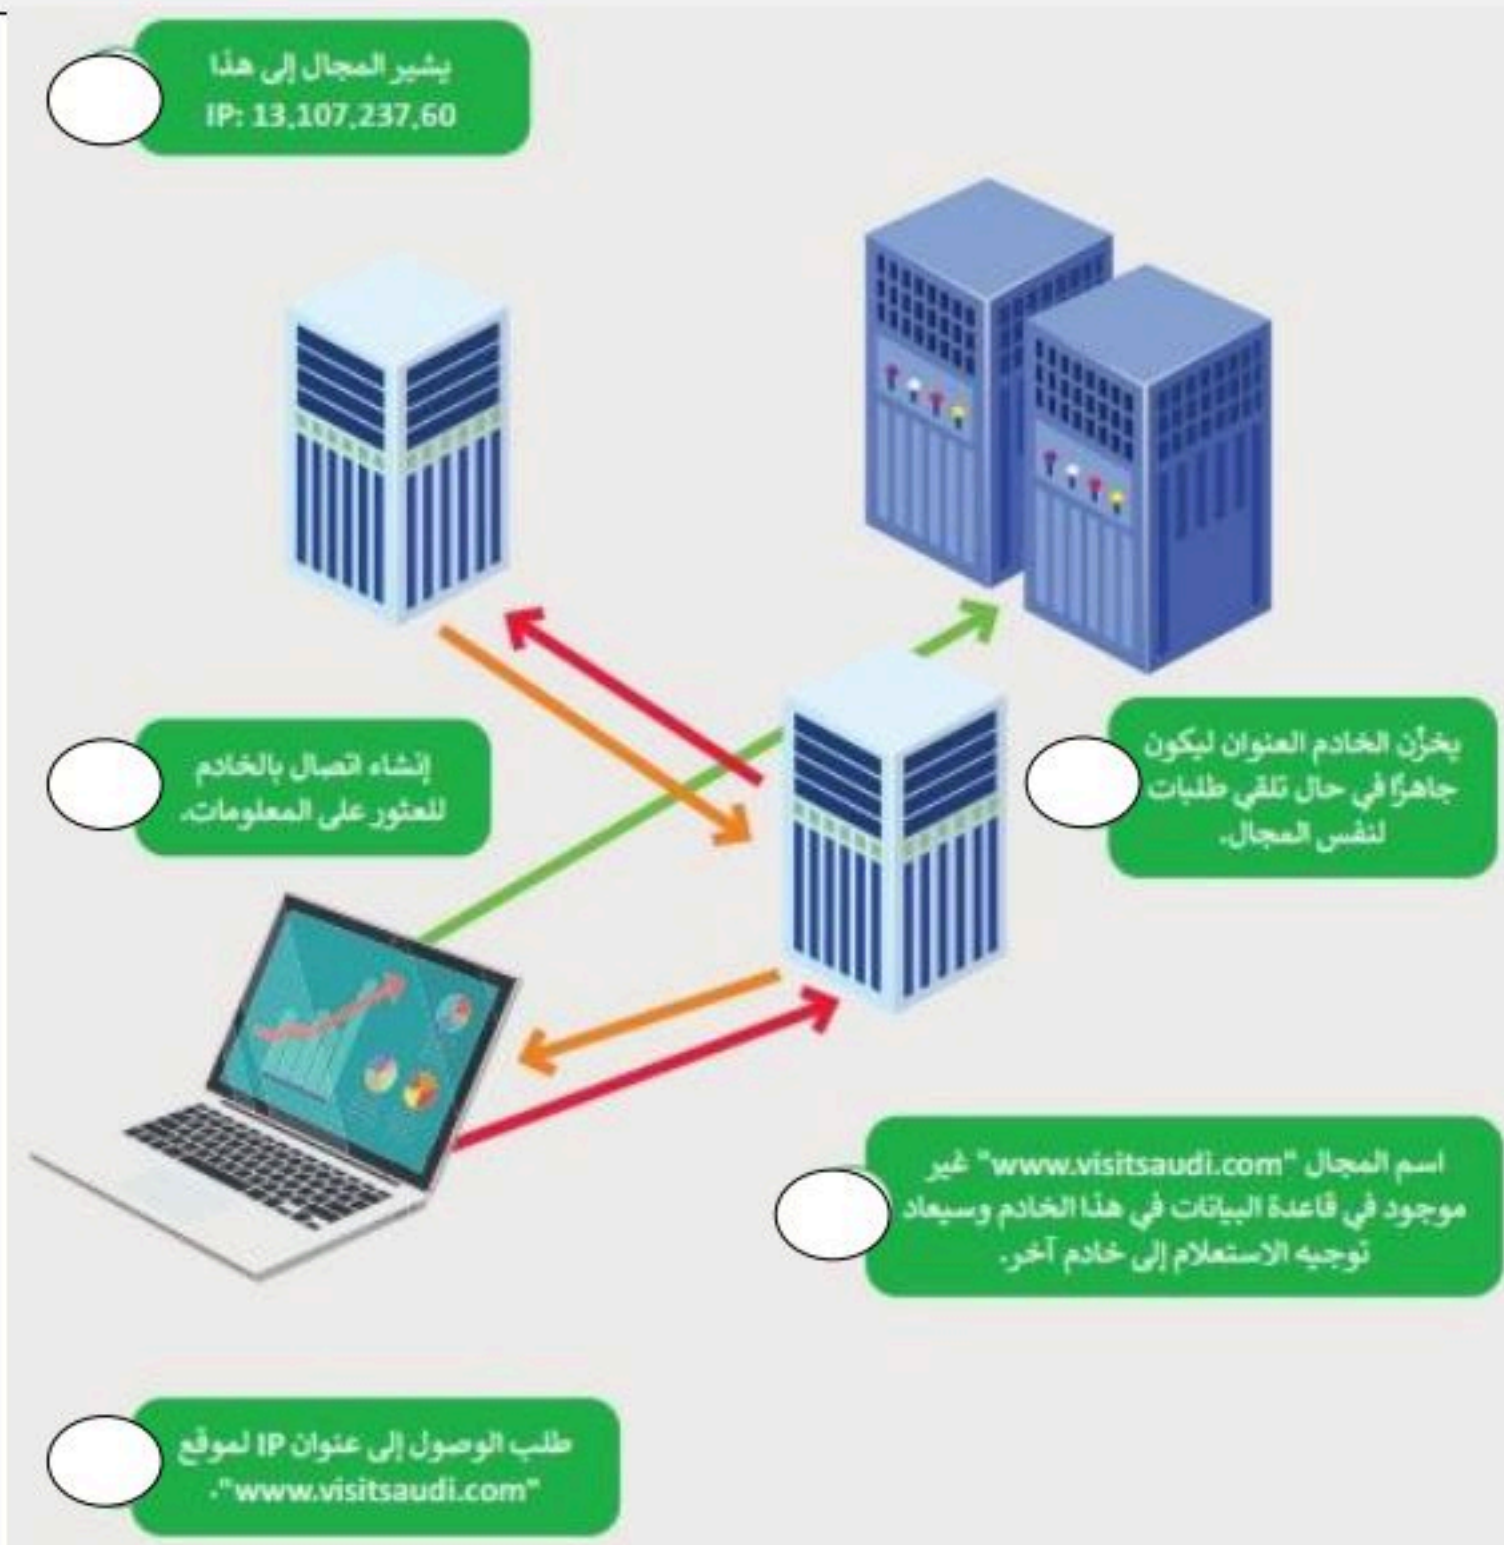 يشير المجال إلى هذا
IP: 13,107,237,60
إنشاء اتصال بالخادم
للعثور على المعلومات.
يخزّن الخادم العنوان ليكون
جاهزًا في حال تلقي طلبات
لنفس المجال.
اسم المجال "www.visitsaudi.com" غير
موجود في قاعدة البيانات في هذا الخادم وسيعاد
توجيه الاستعلام إلى خادم آخر.
طلب الوصول إلى عنوان IP لموقع
"www.visitsaudi.com".